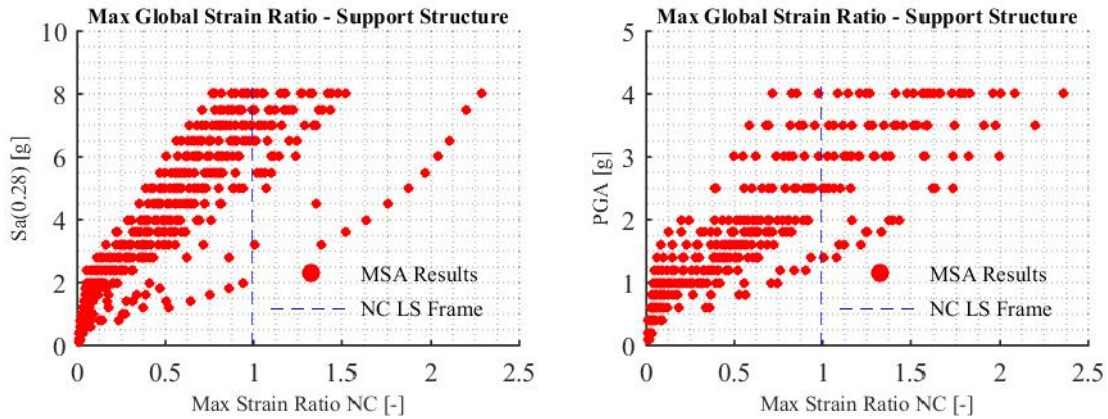 Max Global Strain Ratio - Support Structure
10
8
6
4
2
0
Sa(0.28) [g]
0 0.5 1 1.5 2 2.5
Max Strain Ratio NC [-]
MSA Results
NC LS Frame
Max Global Strain Ratio - Support Structure
5
4
3
2
1
0
PGA [g]
0 0.5 1 1.5 2 2.5
Max Strain Ratio NC [-]
MSA Results
NC LS Frame